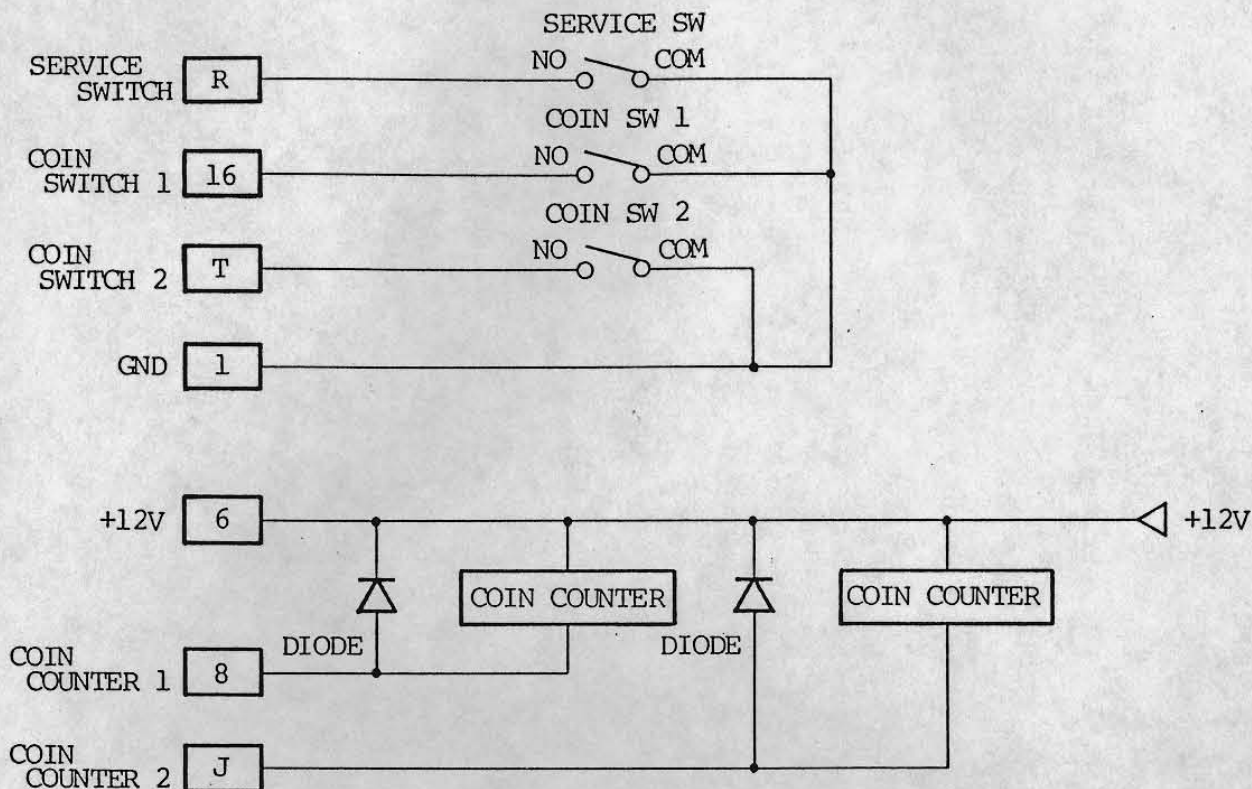 SERVICE SW
SERVICE
SWITCH
R
NO
COM
COIN SW 1
COIN
SWITCH 1
16
NO
COM
COIN SW 2
COIN
SWITCH 2
T
NO
COM
GND
1
+12V
6
+12V
COIN COUNTER
COIN COUNTER
DIODE
DIODE
COIN
COUNTER 1
8
COIN
COUNTER 2
J